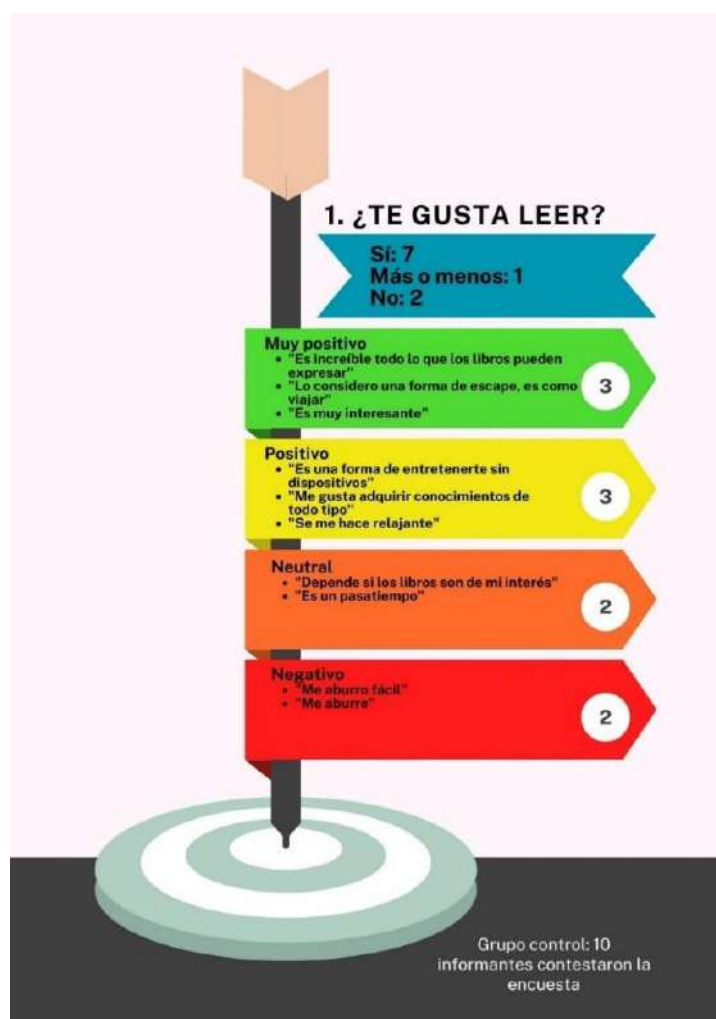 1. ¿TE GUSTA LEER?
Sí: 7
Más o menos: 1
No: 2
Muy positivo
• "Es increíble todo lo que los libros pueden
expresar"
• "Lo considero una forma de escape, es como
viajar"
• "Es muy interesante"
3
Positivo
• "Es una forma de entretenerte sin
dispositivos"
• "Me gusta adquirir conocimientos de
todo tipo"
• "Se me hace relajante"
3
Neutral
• "Depende si los libros son de mi interés"
• "Es un pasatiempo"
2
Negativo
• "Me aburro fácil"
• "Me aburre"
2
Grupo control: 10
informantes contestaron la
encuesta